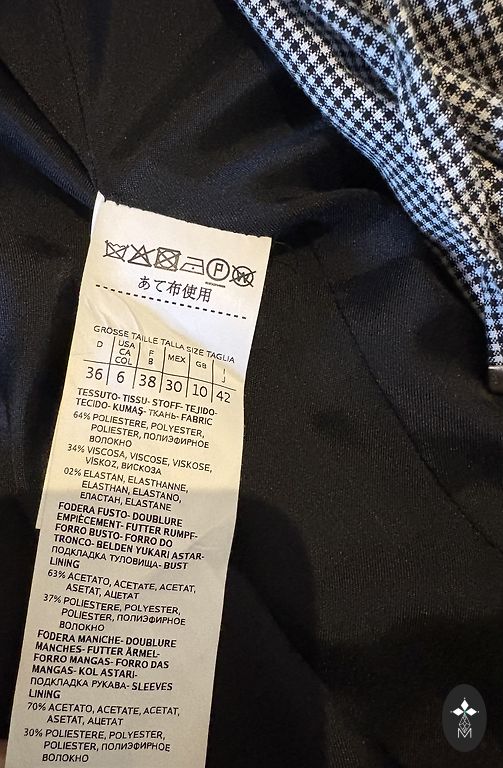 あて布使用
GRÖSSE TAILLE TALLA SIZE TAGLIA
D USA CA COL F B MEX GB J
36 6 38 30 10 42
TESSUTO- TISSU- STOFF- TEJIDO-
TECIDO- KUMAŞ- ТКАНЬ- FABRIC
64% POLIESTERE, POLYESTER,
POLIESTER, ПОЛИЭФИРНОЕ
ВОЛОКНО
34% VISCOSA, VISCOSE, VISKOSE,
VİSKOZ, ВИСКОЗА
02% ELASTAN, ELASTHANNE,
ELASTHAN, ELASTANO,
ЕЛАСТАН, ELASTANE
FODERA FUSTO- DOUBLURE
EMPIÈCEMENT- FUTTER RUMPF-
FORRO BUSTO- FORRO DO
TRONCO- BELDEN YUKARI ASTAR-
ПОДКЛАДКА ТУЛОВИЩА- BUST
LINING
63% ACETATO, ACETATE, ACETAT,
ASETAT, АЦЕТАТ
37% POLIESTERE, POLYESTER,
POLIESTER, ПОЛИЭФИРНОЕ
ВОЛОКНО
FODERA MANICHE- DOUBLURE
MANCHES- FUTTER ÄRMEL-
FORRO MANGAS- FORRO DAS
MANGAS- KOL ASTARI-
ПОДКЛАДКА РУКАВА- SLEEVES
LINING
70% ACETATO, ACETATE, ACETAT,
ASETAT, АЦЕТАТ
30% POLIESTERE, POLYESTER,
POLIESTER, ПОЛИЭФИРНОЕ
ВОЛОКНО